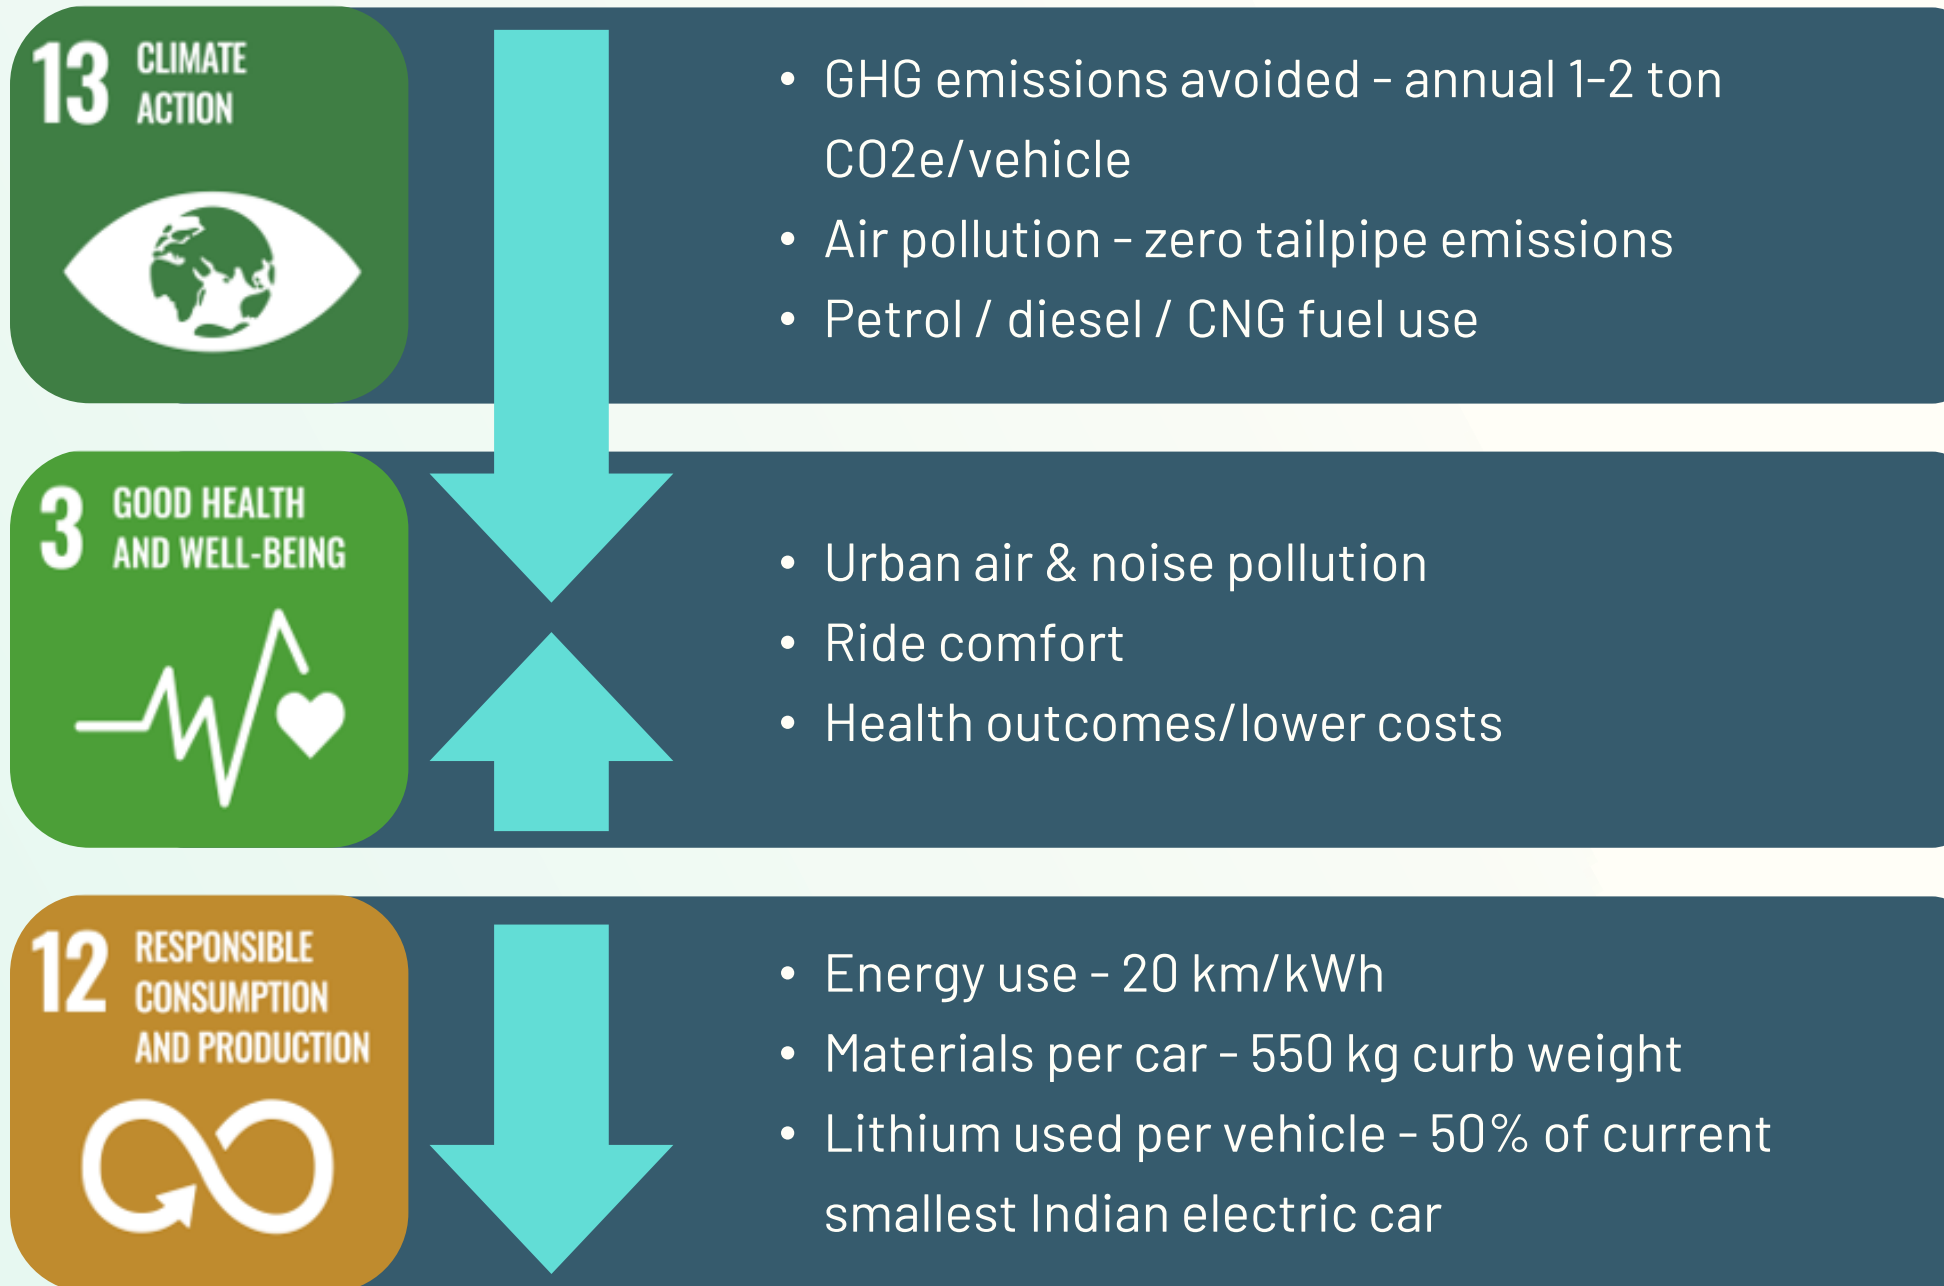 13 CLIMATE
ACTION
• GHG emissions avoided - annual 1-2 ton
CO2e/vehicle
• Air pollution - zero tailpipe emissions
• Petrol / diesel / CNG fuel use
3 GOOD HEALTH
AND WELL-BEING
• Urban air & noise pollution
• Ride comfort
• Health outcomes/lower costs
12 RESPONSIBLE
CONSUMPTION
AND PRODUCTION
• Energy use - 20 km/kWh
• Materials per car - 550 kg curb weight
• Lithium used per vehicle - 50% of current
smallest Indian electric car